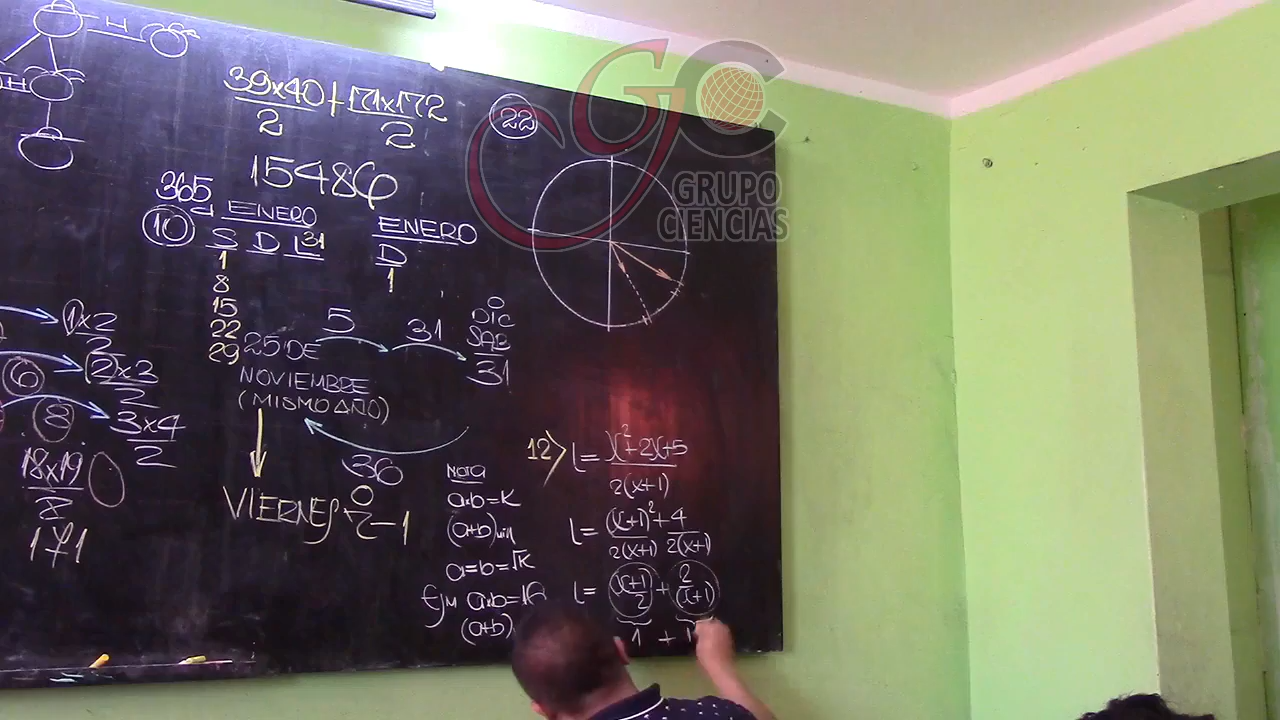 H
H
39x40/2 + 171x172/2
15486
22
GRUPO
CIENCIAS
365
10
ENERO
S D L 31
1
8
15
22
29
ENERO
D
1
1x2/2
2x3/2
6
3x4/2
8
18x19/2
171
25 DE
NOVIEMBRE
(MISMO AÑO)
5
31
DIC
SAB
31
36
VIERNES
-1
NOTA
a×b=K
(a+b)min
a=b=√K
Ejm a×b=16
(a+b)
12> L= x²+2x+5/2(x+1)
L= (x+1)²/2(x+1) + 4/2(x+1)
L= (x+1)/2 + 2/(x+1)
1 + 1